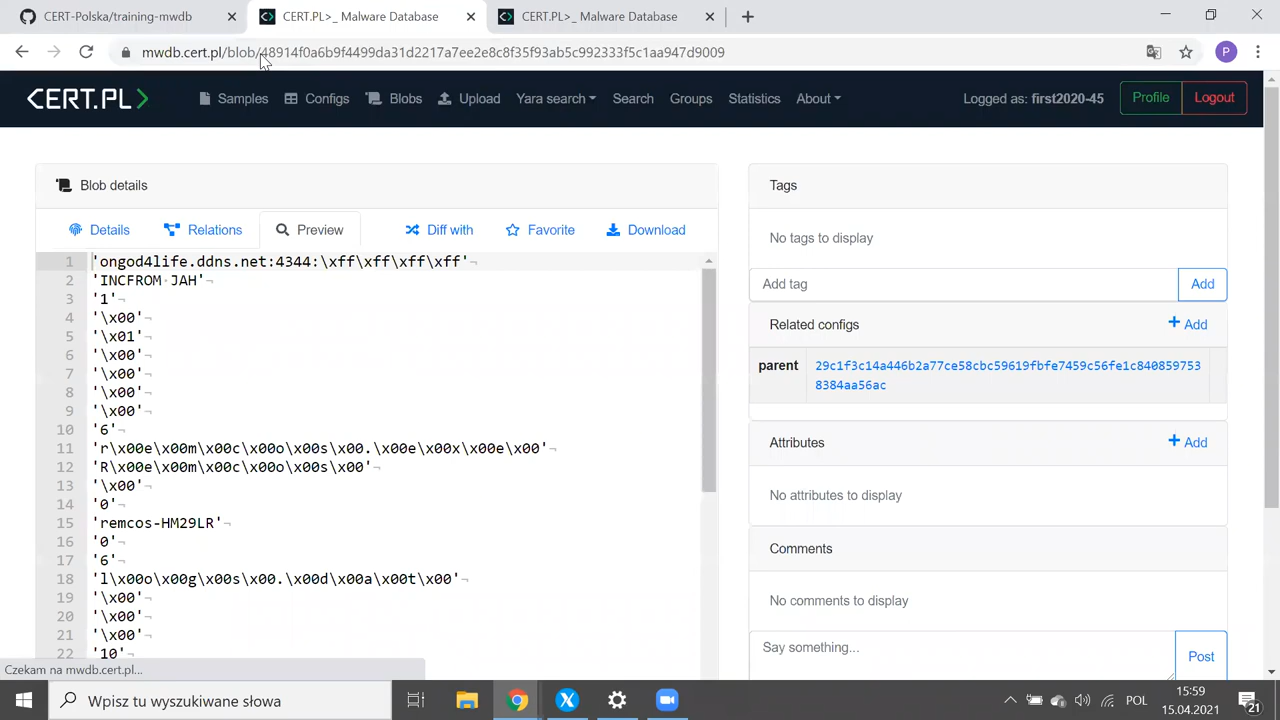 CERT-Polska/training-mwdb
CERT.PL>_ Malware Database
CERT.PL>_ Malware Database
mwdb.cert.pl/blob/48914f0a6b9f4499da31d2217a7ee2e8c8f35f93ab5c992333f5c1aa947d9009
P
CERT.PL>
Samples
Configs
Blobs
Upload
Yara search
Search
Groups
Statistics
About
Logged as: first2020-45
Profile
Logout
Blob details
Details
Relations
Preview
Diff with
Favorite
Download
1 'ongod4life.ddns.net:4344:\xff\xff\xff\xff'¬
2 'INCFROM·JAH'¬
3 '1'¬
4 '\x00'¬
5 '\x01'¬
6 '\x00'¬
7 '\x00'¬
8 '\x00'¬
9 '\x00'¬
10 '6'¬
11 'r\x00e\x00m\x00c\x00o\x00s\x00.\x00e\x00x\x00e\x00'¬
12 'R\x00e\x00m\x00c\x00o\x00s\x00'¬
13 '\x00'¬
14 '0'¬
15 'remcos-HM29LR'¬
16 '0'¬
17 '6'¬
18 'l\x00o\x00g\x00s\x00.\x00d\x00a\x00t\x00'¬
19 '\x00'¬
20 '\x00'¬
21 '\x00'¬
22 '10'¬
Tags
No tags to display
Add tag
Add
Related configs
+ Add
parent
29c1f3c14a446b2a77ce58cbc59619fbfe7459c56fe1c840859753
8384aa56ac
Attributes
+ Add
No attributes to display
Comments
No comments to display
Say something...
Post
Czekam na mwdb.cert.pl...
Wpisz tu wyszukiwane słowa
POL
15:59
15.04.2021
21